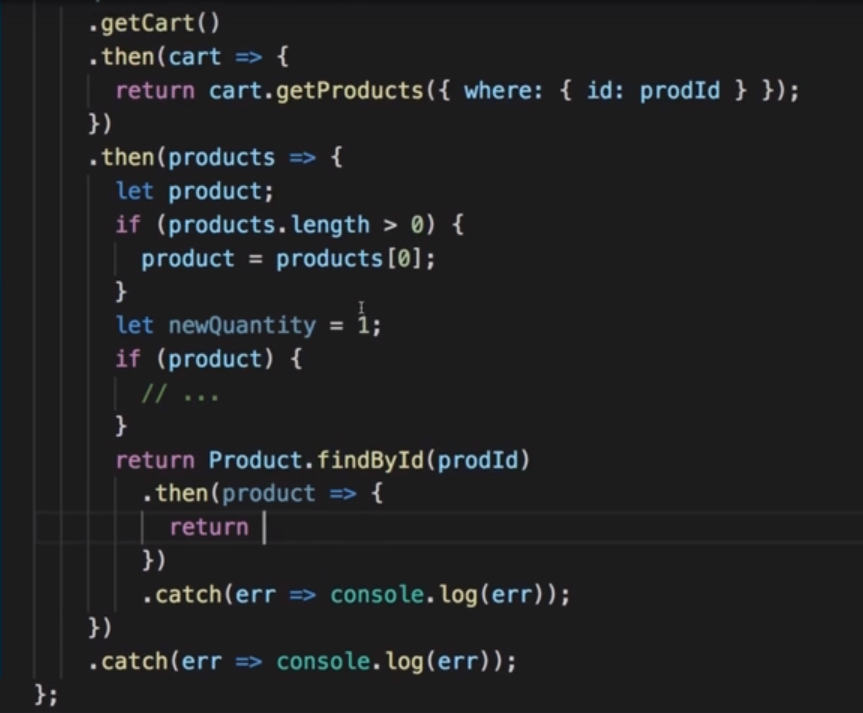 .getCart()
.then(cart => {
return cart.getProducts({ where: { id: prodId } });
})
.then(products => {
let product;
if (products.length > 0) {
product = products[0];
}
let newQuantity = 1;
if (product) {
// ...
}
return Product.findById(prodId)
.then(product => {
return
})
.catch(err => console.log(err));
})
.catch(err => console.log(err));
};